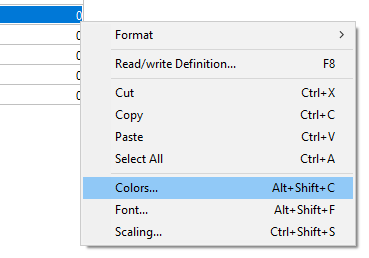 0
0
0
0
0
Format
Read/write Definition... F8
Cut Ctrl+X
Copy Ctrl+C
Paste Ctrl+V
Select All Ctrl+A
Colors... Alt+Shift+C
Font... Alt+Shift+F
Scaling... Ctrl+Shift+S